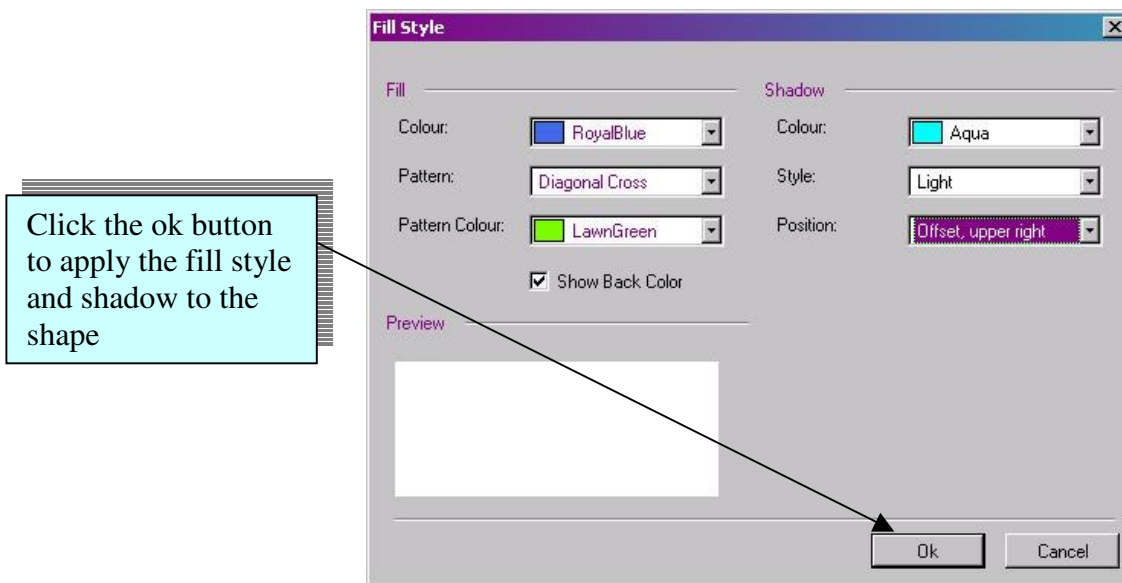 Fill Style
Fill
Shadow
Colour: RoyalBlue
Colour: Aqua
Pattern: Diagonal Cross
Style: Light
Pattern Colour: LawnGreen
Position: Offset, upper right
Show Back Color
Preview
Ok Cancel
Click the ok button
to apply the fill style
and shadow to the
shape